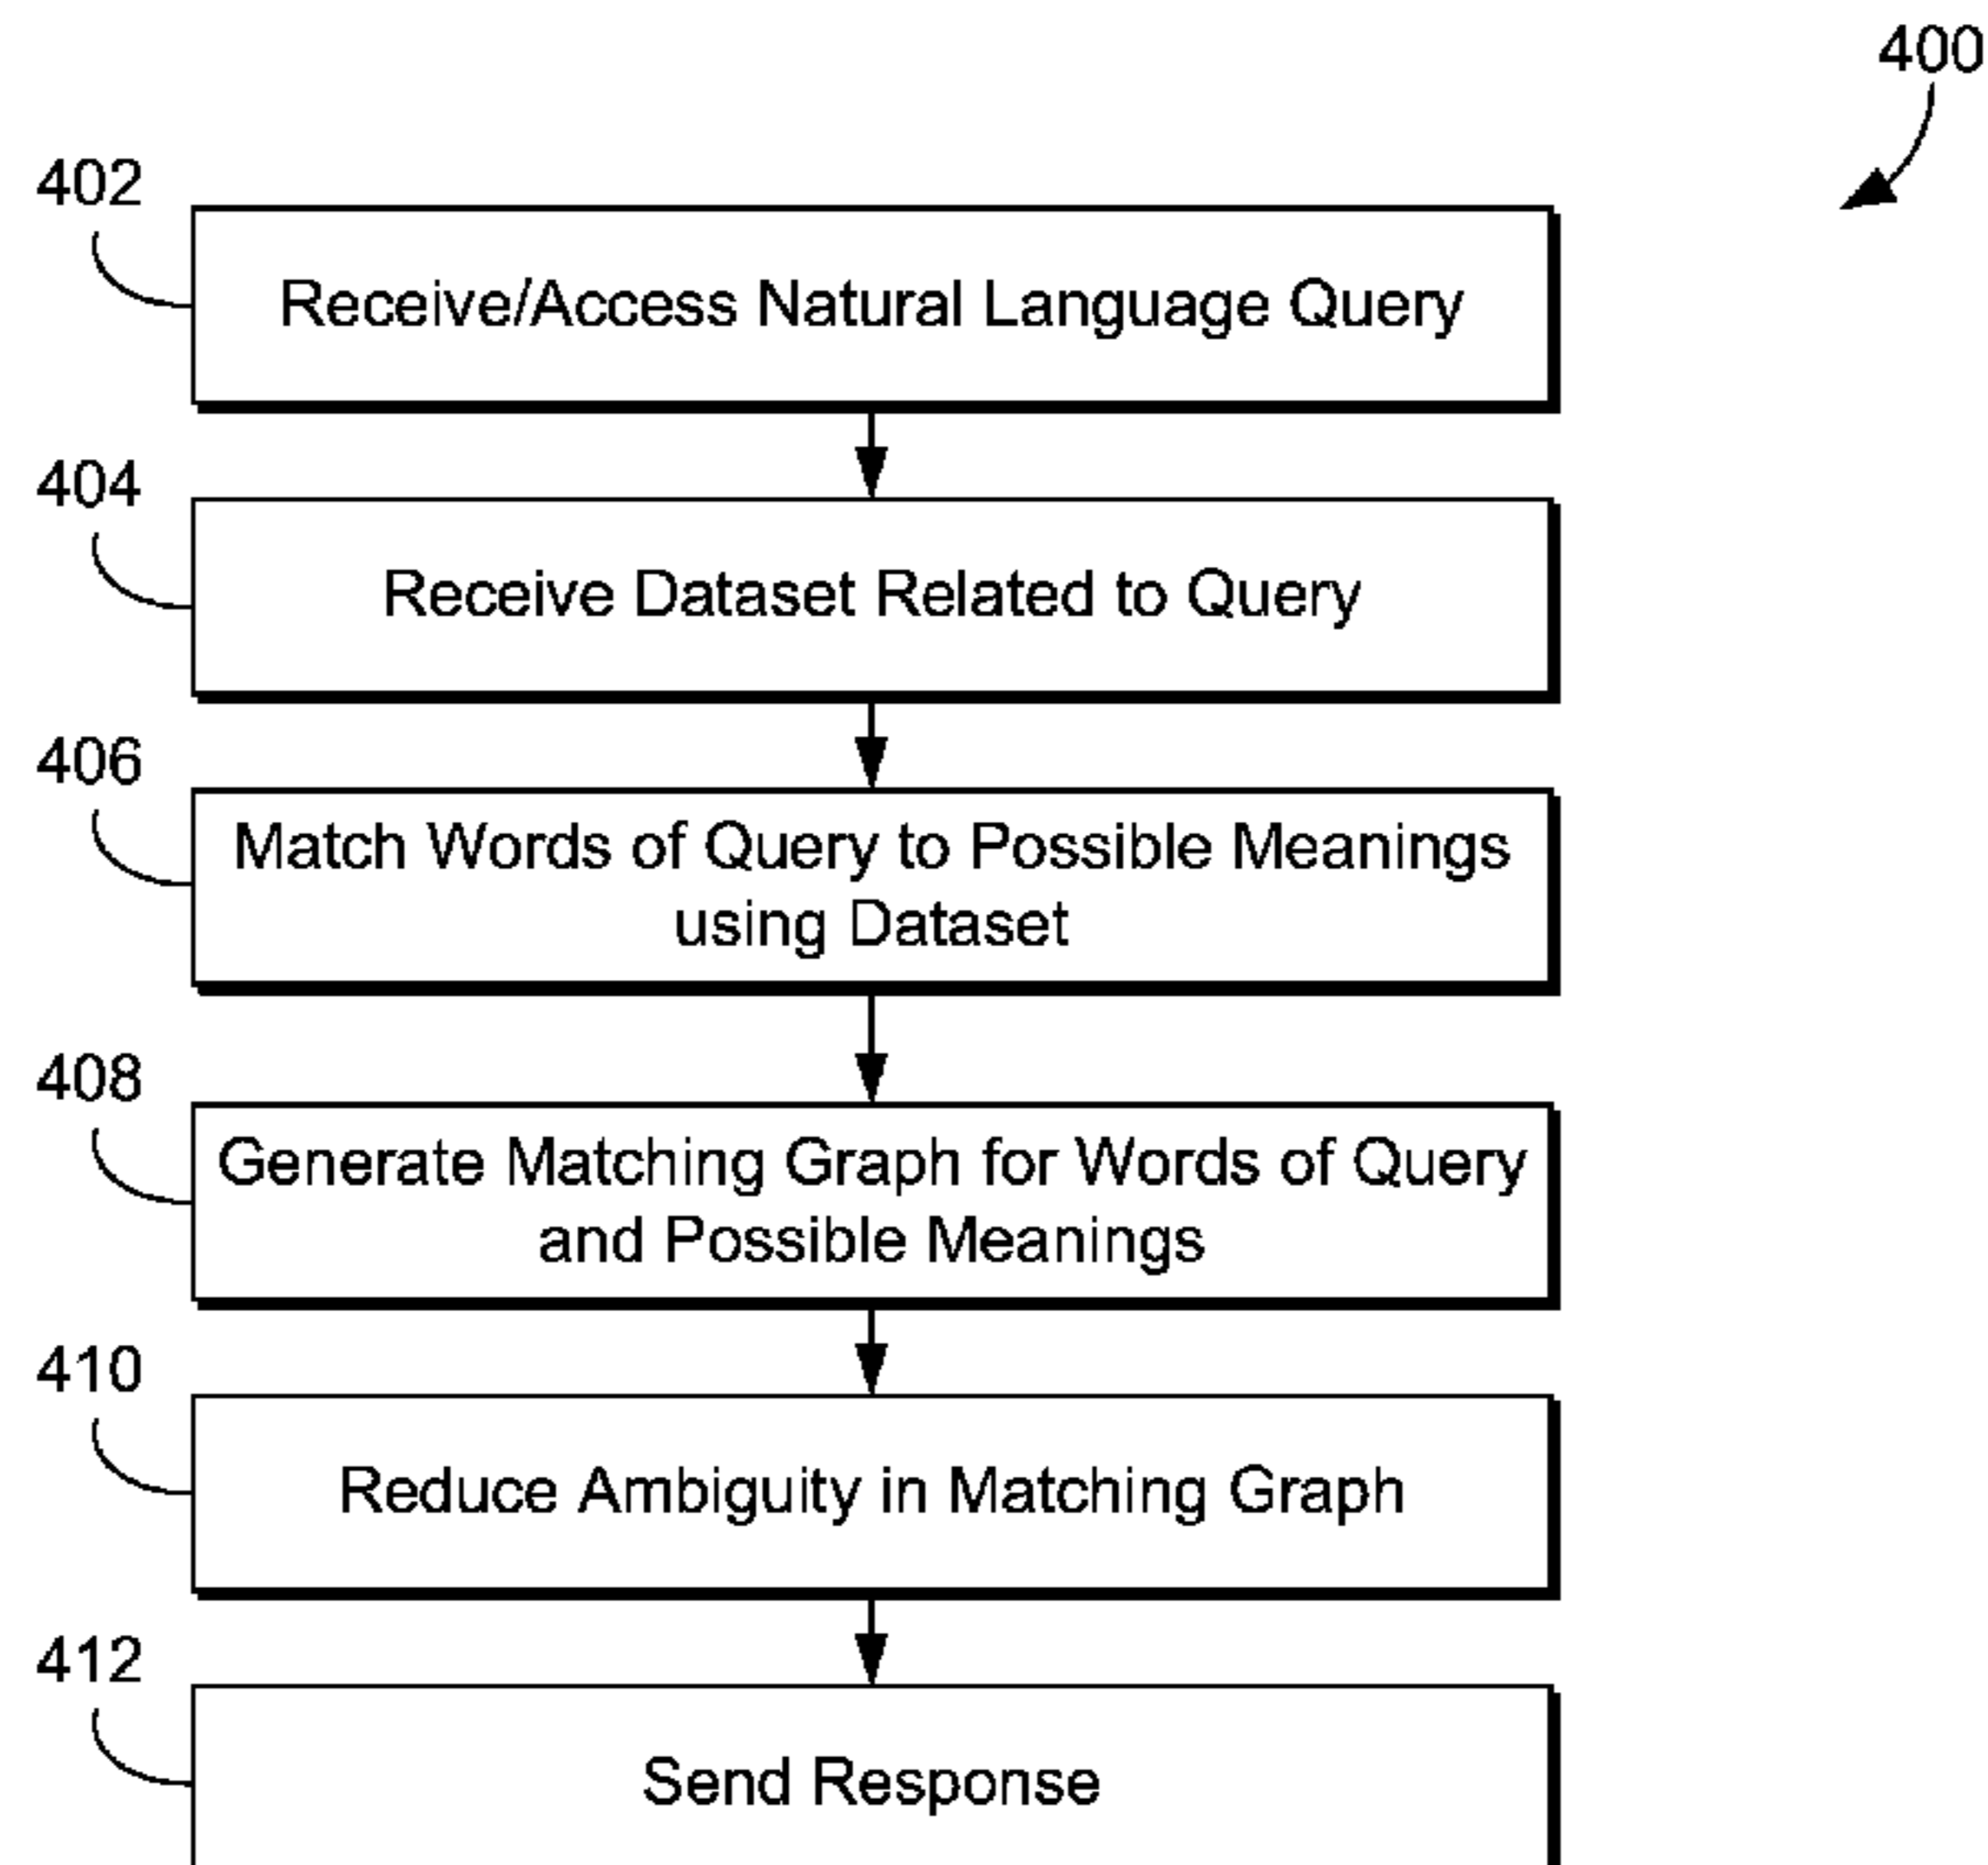 400
402
Receive/Access Natural Language Query
404
Receive Dataset Related to Query
406
Match Words of Query to Possible Meanings
using Dataset
408
Generate Matching Graph for Words of Query
and Possible Meanings
410
Reduce Ambiguity in Matching Graph
412
Send Response